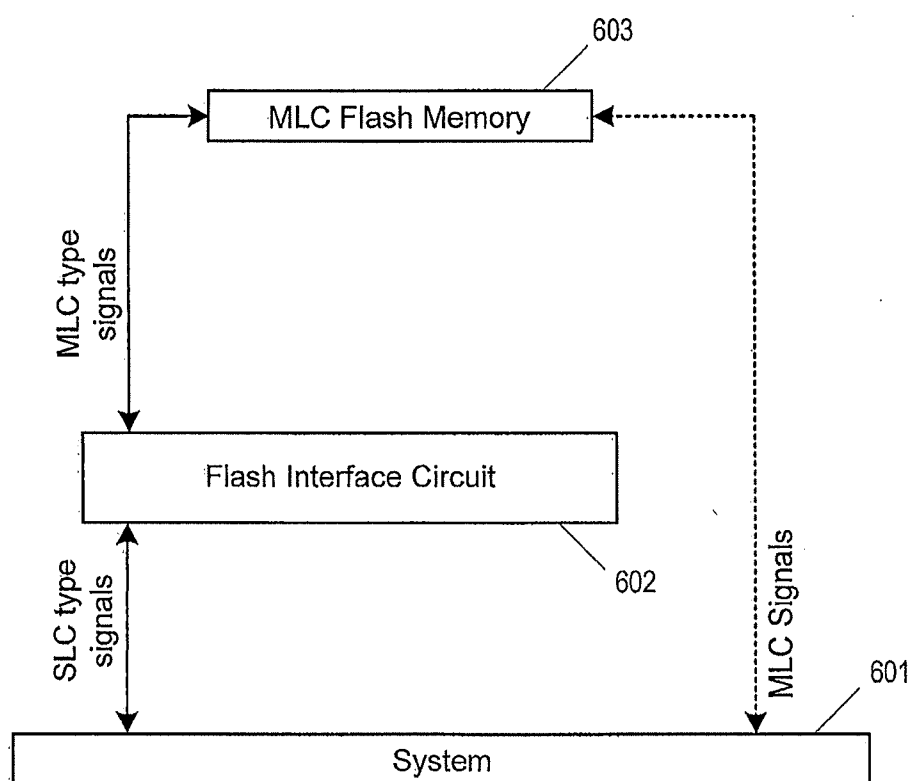 603
MLC Flash Memory
MLC type
signals
Flash Interface Circuit
602
SLC type
signals
MLC Signals
601
System